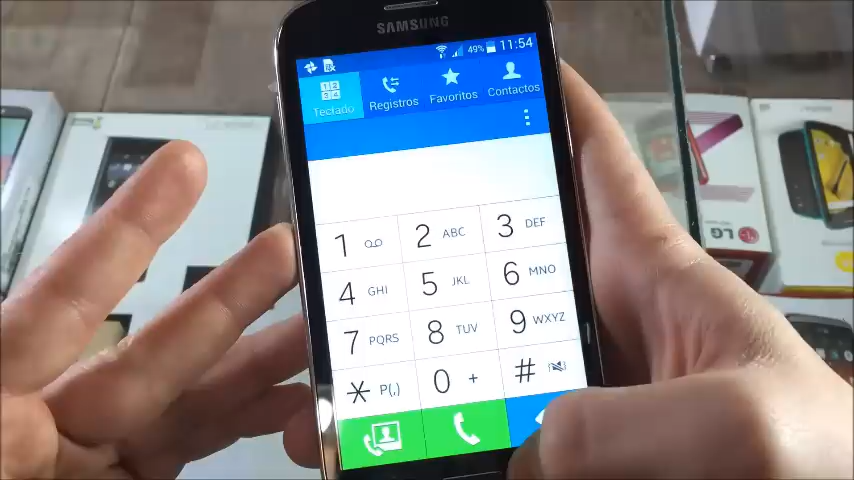 SAMSUNG
49% 11:54
Teclado Registros Favoritos Contactos
1 2 ABC 3 DEF
4 GHI 5 JKL 6 MNO
7 PQRS 8 TUV 9 WXYZ
* P(,) 0 + #
LG